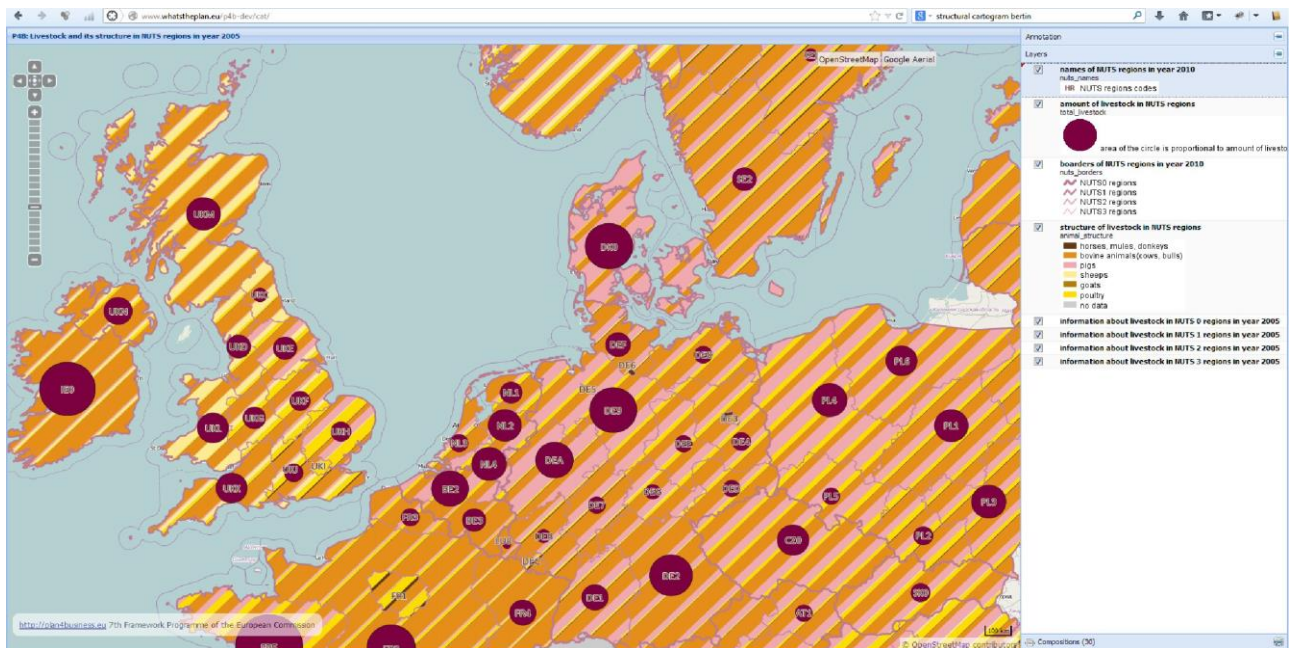 www.whatstheplan.eu/p4b-dev/cat/
structural cartogram bertin
P4B: Livestock and its structure in NUTS regions in year 2005
OpenStreetMap Google Aerial
Annotation
Layers
names of NUTS regions in year 2010
nuts_names
HR NUTS regions codes
amount of livestock in NUTS regions
total_livestock
area of the circle is proportional to amount of livesto
boarders of NUTS regions in year 2010
nuts_borders
NUTS0 regions
NUTS1 regions
NUTS2 regions
NUTS3 regions
structure of livestock in NUTS regions
animal_structure
horses, mules, donkeys
bovine animals(cows, bulls)
pigs
sheeps
goats
poultry
no data
information about livestock in NUTS 0 regions in year 2005
information about livestock in NUTS 1 regions in year 2005
information about livestock in NUTS 2 regions in year 2005
information about livestock in NUTS 3 regions in year 2005
SE2
UKM
DK0
UKN
UKD
UKE
DEF
DE6
PL6
IE0
NL1
DE5
DE9
PL4
UKF
UKL
UKG
UKH
NL2
NL3
PL1
DE4
NL4
DEA
UKJ
UKI
UKK
BE2
DE7
PL5
PL3
FR3
BE3
CZ0
PL2
DE2
FR1
DE1
SK0
FR4
AT1
http://plan4business.eu 7th Framework Programme of the European Commission
100 km
© OpenStreetMap contributor
Compositions (30)